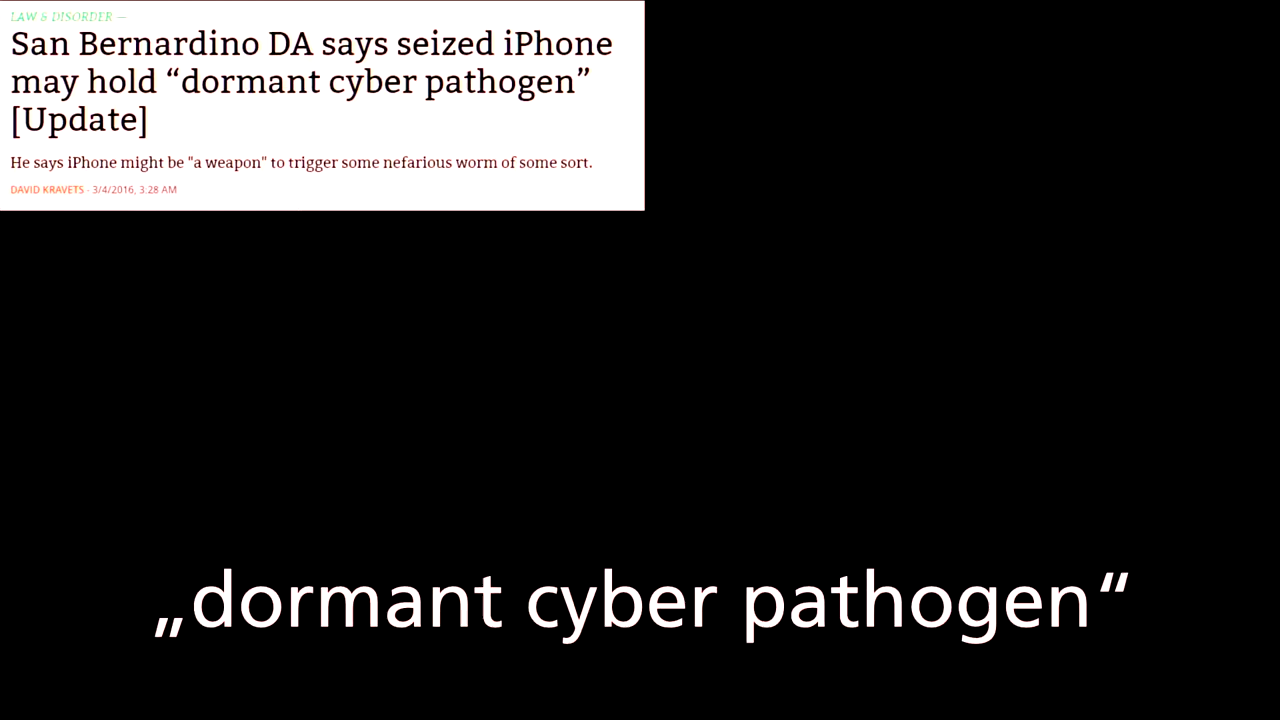 LAW & DISORDER —
San Bernardino DA says seized iPhone
may hold “dormant cyber pathogen”
[Update]
He says iPhone might be "a weapon" to trigger some nefarious worm of some sort.
DAVID KRAVETS - 3/4/2016, 3:28 AM
„dormant cyber pathogen“